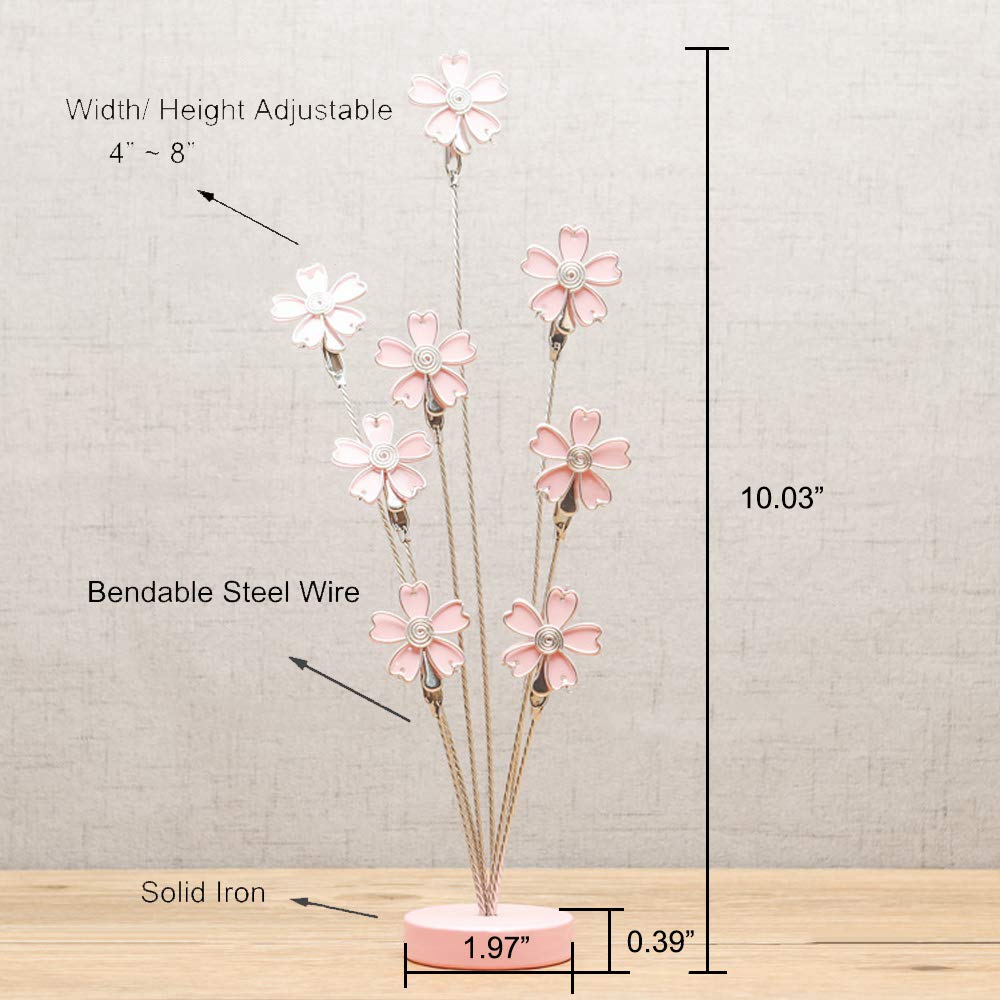 Width/ Height Adjustable
4” ~ 8”
10.03”
Bendable Steel Wire
Solid Iron
1.97”
0.39”